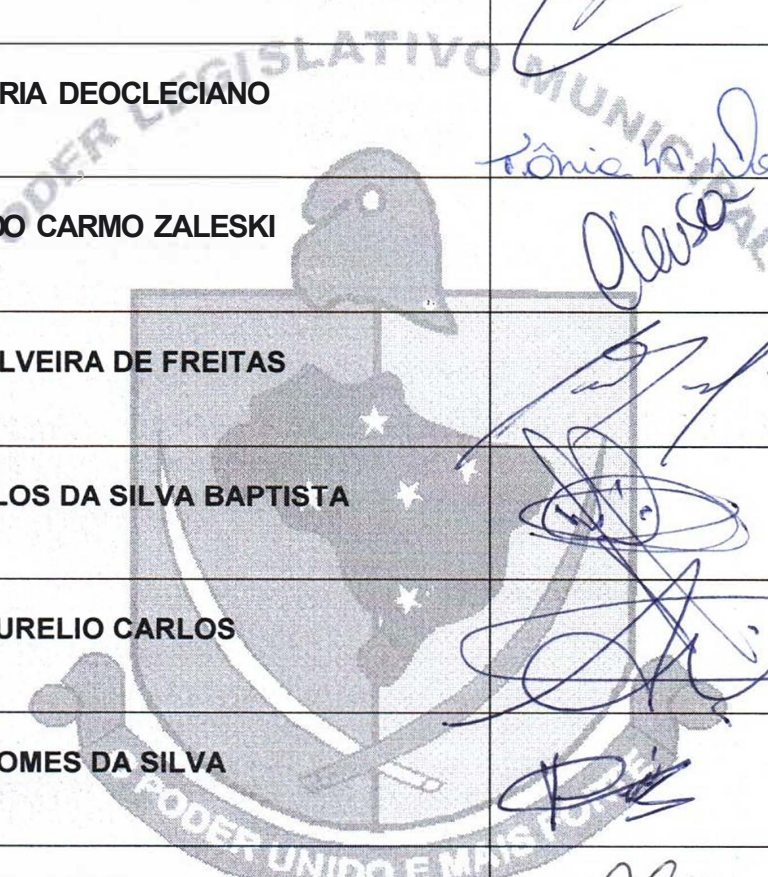 PODER LEGISLATIVO MUNICIPAL
RIA DEOCLECIANO
Tânia M
DO CARMO ZALESKI
Cleusa
LVEIRA DE FREITAS
LOS DA SILVA BAPTISTA
URELIO CARLOS
OMES DA SILVA
PODER UNIDO E MAIS FORTE